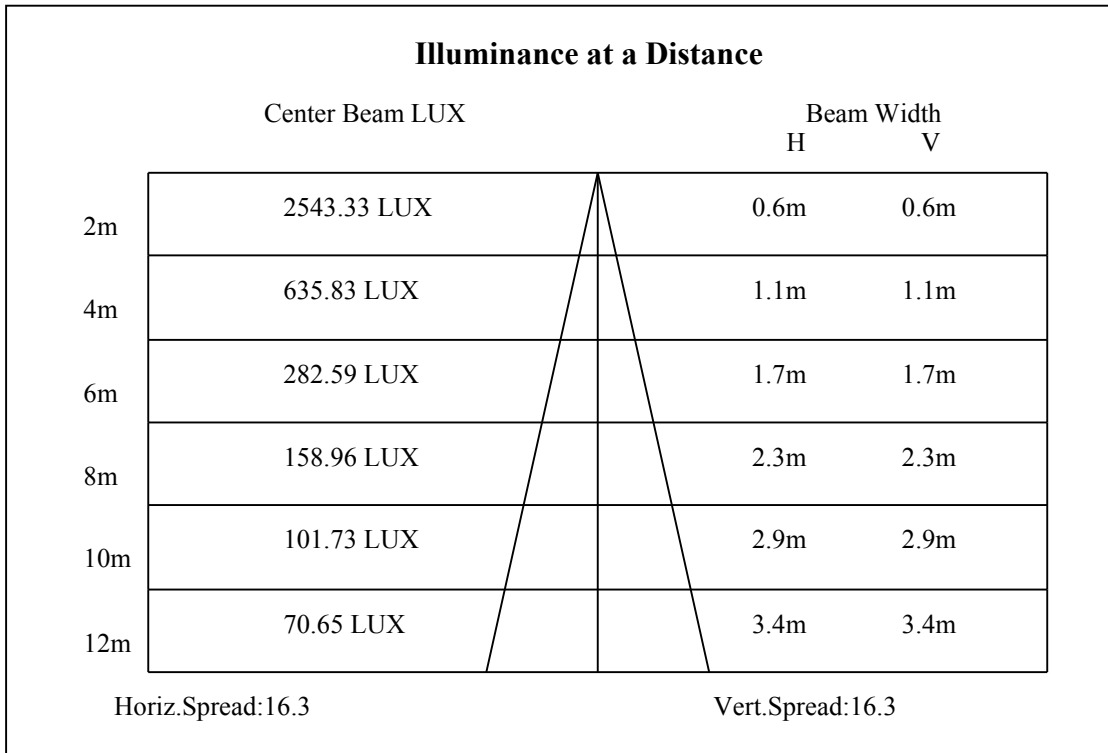 Illuminance at a Distance
Center Beam LUX Beam Width
H V
2m 2543.33 LUX 0.6m 0.6m
4m 635.83 LUX 1.1m 1.1m
6m 282.59 LUX 1.7m 1.7m
8m 158.96 LUX 2.3m 2.3m
10m 101.73 LUX 2.9m 2.9m
12m 70.65 LUX 3.4m 3.4m
Horiz.Spread:16.3 Vert.Spread:16.3